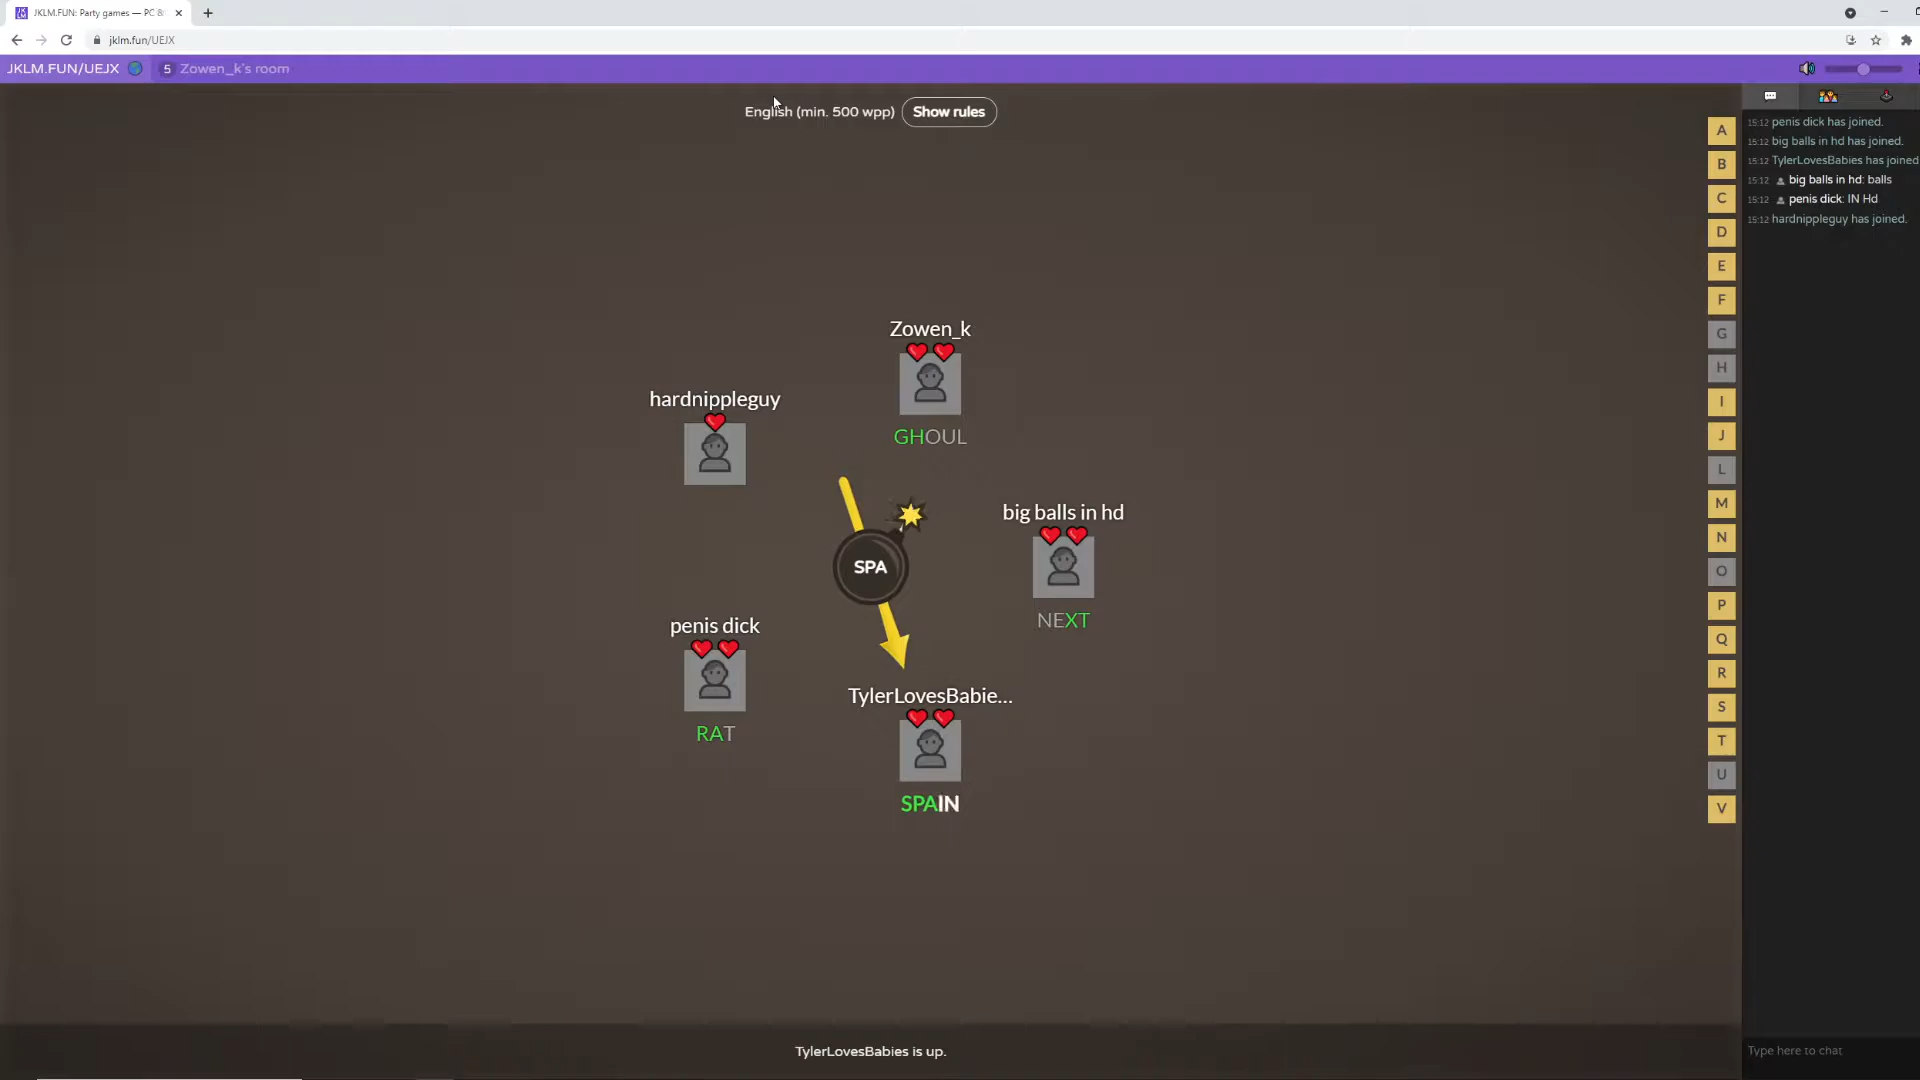 JKLM.FUN: Party games — PC &
jklm.fun/UEJX
JKLM.FUN/UEJX 5 Zowen_k's room
English (min. 500 wpp) Show rules
Zowen_k
GHOUL
hardnippleguy
big balls in hd
NEXT
SPA
penis dick
RAT
TylerLovesBabie...
SPAIN
TylerLovesBabies is up.
A
B
C
D
E
F
G
H
I
J
L
M
N
O
P
Q
R
S
T
U
V
15:12 penis dick has joined.
15:12 big balls in hd has joined.
15:12 TylerLovesBabies has joined
15:12 big balls in hd: balls
15:12 penis dick: IN Hd
15:12 hardnippleguy has joined.
Type here to chat